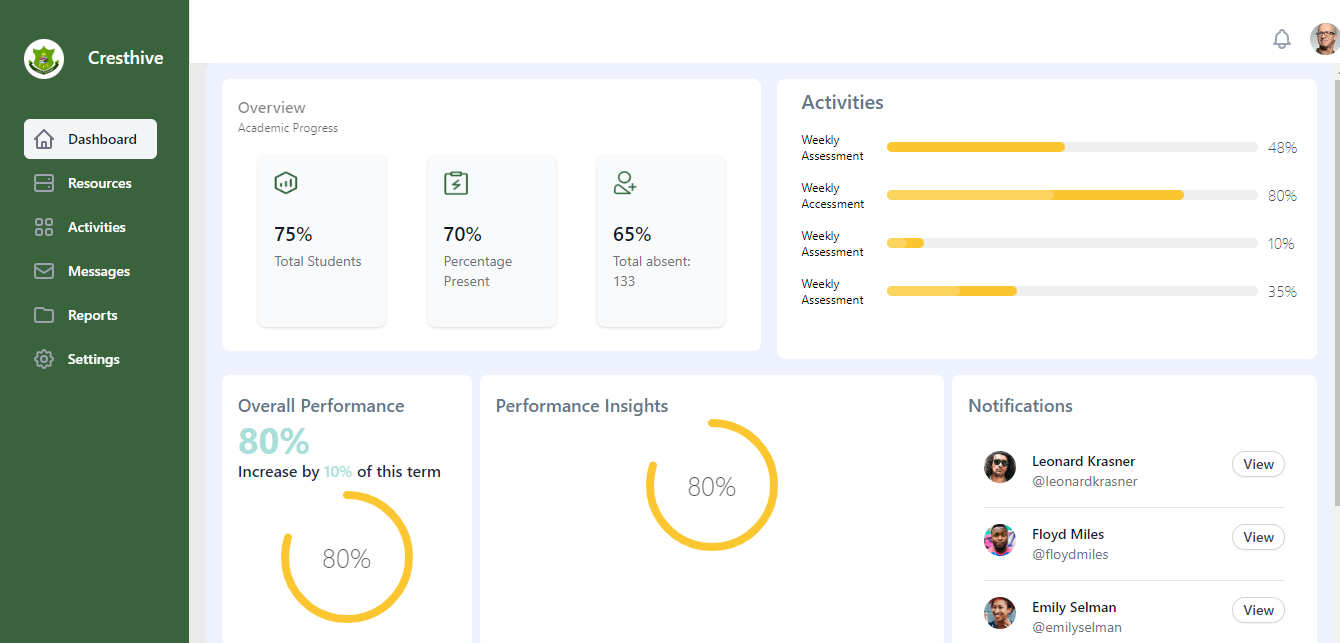 Cresthive
Dashboard
Resources
Activities
Messages
Reports
Settings
Overview
Academic Progress
75%
Total Students
70%
Percentage
Present
65%
Total absent:
133
Activities
Weekly
Assessment
48%
Weekly
Accessment
80%
Weekly
Assessment
10%
Weekly
Assessment
35%
Overall Performance
80%
Increase by 10% of this term
80%
Performance Insights
80%
Notifications
Leonard Krasner
@leonardkrasner
View
Floyd Miles
@floydmiles
View
Emily Selman
@emilyselman
View